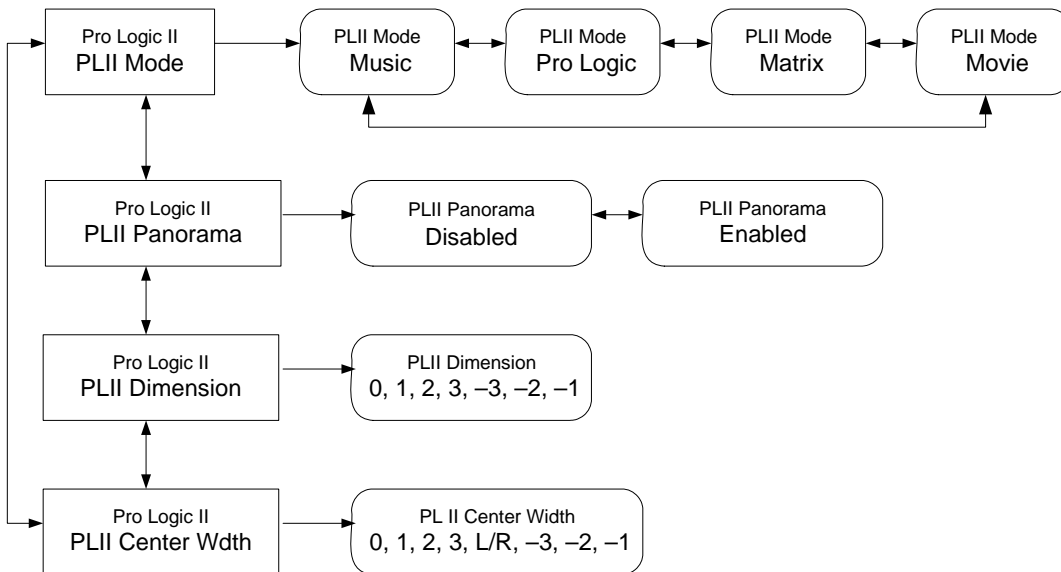 Pro Logic II
PLII Mode
PLII Mode
Music
PLII Mode
Pro Logic
PLII Mode
Matrix
PLII Mode
Movie
Pro Logic II
PLII Panorama
PLII Panorama
Disabled
PLII Panorama
Enabled
Pro Logic II
PLII Dimension
PLII Dimension
0, 1, 2, 3, –3, –2, –1
Pro Logic II
PLII Center Wdth
PL II Center Width
0, 1, 2, 3, L/R, –3, –2, –1